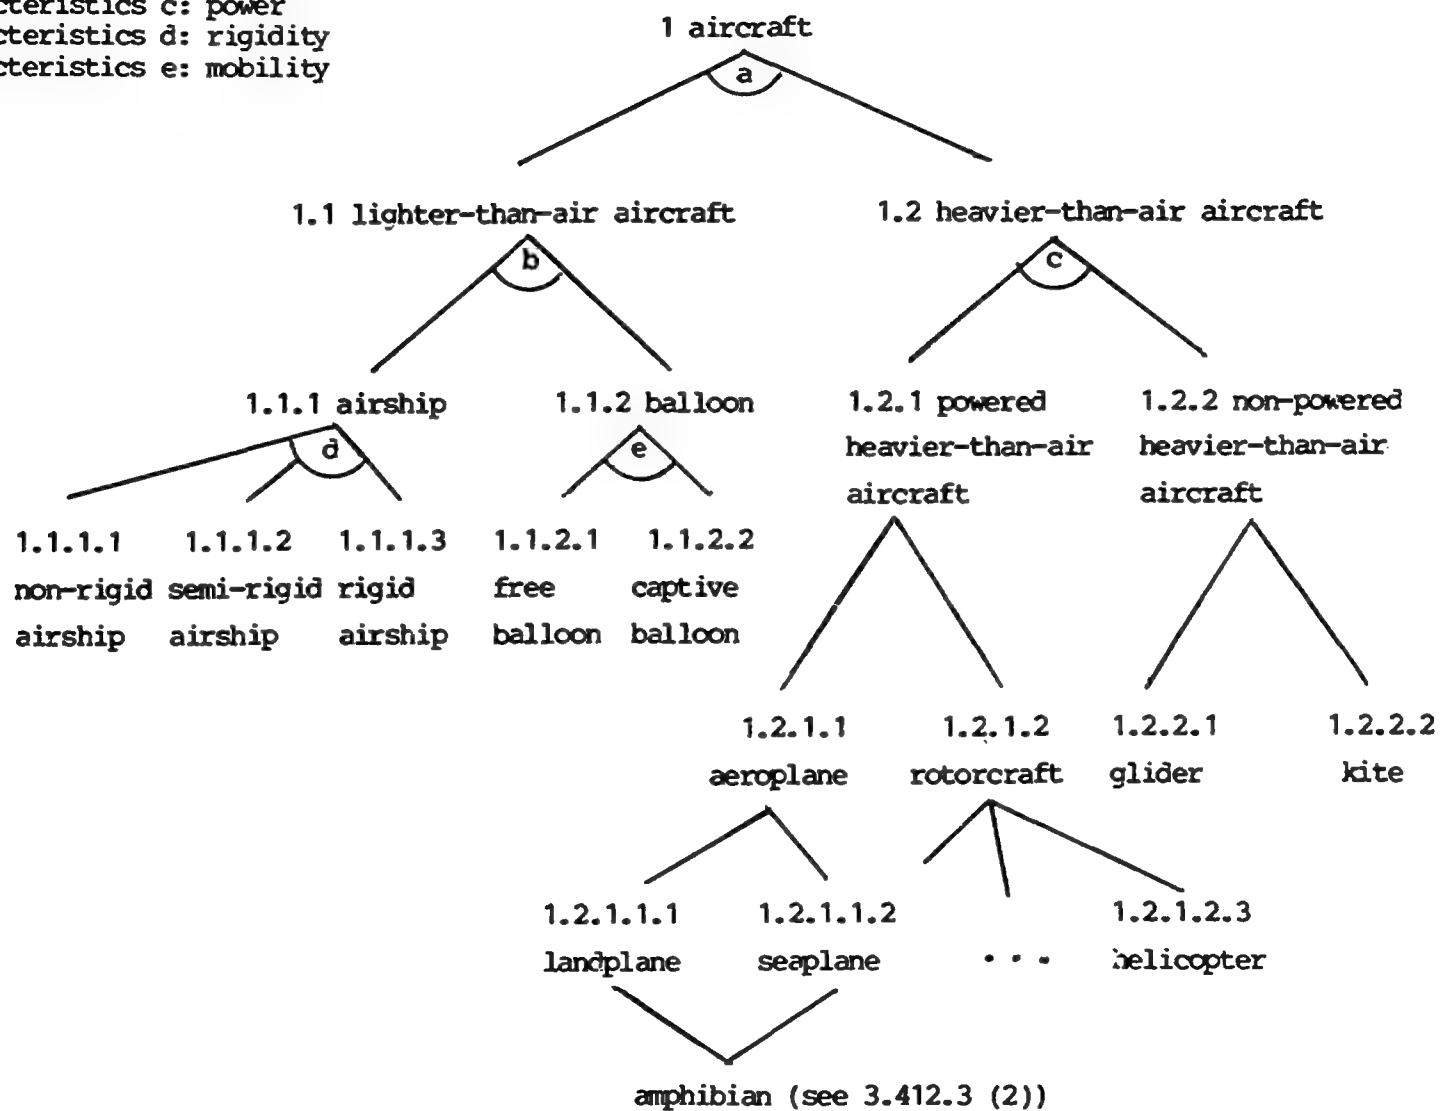 cteristics c: power
cteristics d: rigidity
cteristics e: mobility
1 aircraft
a
1.1 lighter-than-air aircraft 1.2 heavier-than-air aircraft
b c
1.1.1 airship 1.1.2 balloon 1.2.1 powered 1.2.2 non-powered
heavier-than-air heavier-than-air
aircraft aircraft
d e
1.1.1.1 1.1.1.2 1.1.1.3 1.1.2.1 1.1.2.2
non-rigid semi-rigid rigid free captive
airship airship airship balloon balloon
1.2.1.1 1.2.1.2 1.2.2.1 1.2.2.2
aeroplane rotorcraft glider kite
1.2.1.1.1 1.2.1.1.2 1.2.1.2.3
landplane seaplane ... helicopter
amphibian (see 3.412.3 (2))